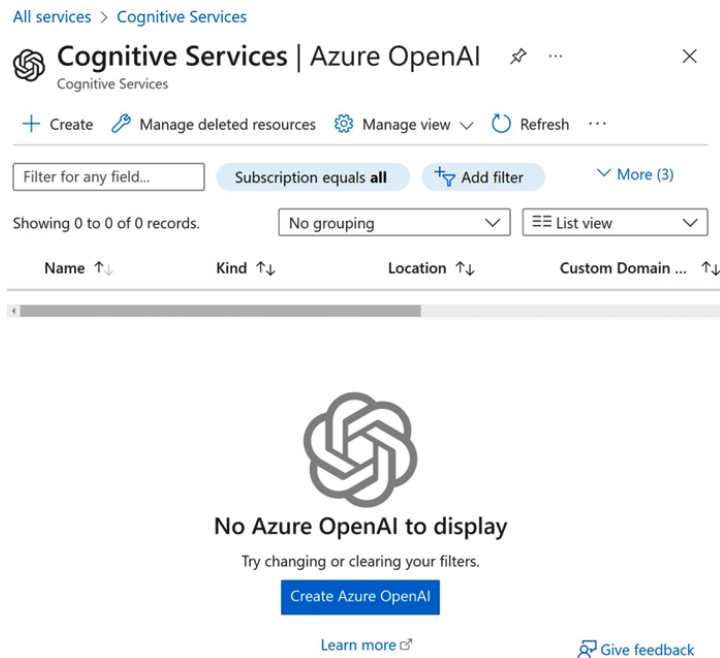 All services > Cognitive Services
Cognitive Services | Azure OpenAI ...
Cognitive Services
+ Create Manage deleted resources Manage view Refresh ...
Filter for any field... Subscription equals all Add filter More (3)
Showing 0 to 0 of 0 records. No grouping List view
Name ↑↓ Kind ↑↓ Location ↑↓ Custom Domain ... ↑↓
No Azure OpenAI to display
Try changing or clearing your filters.
Create Azure OpenAI
Learn more
Give feedback